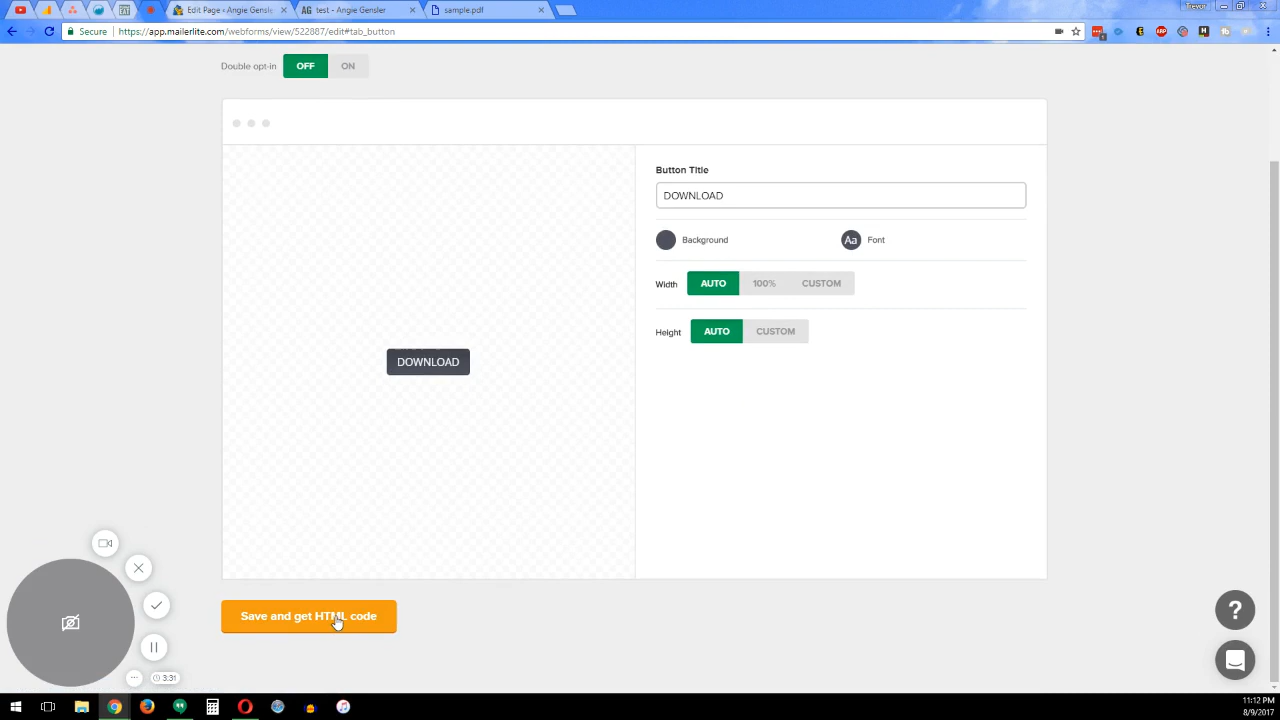 Edit Page ‹ Angie Gensle
test - Angie Gensler
sample.pdf
Trevor
Secure
https://app.mailerlite.com/webforms/view/522887/edit#tab_button
Double opt-in
OFF
ON
Button Title
DOWNLOAD
Background
Aa
Font
Width
AUTO
100%
CUSTOM
Height
AUTO
CUSTOM
DOWNLOAD
Save and get HTML code
?
3:31
11:12 PM
8/9/2017